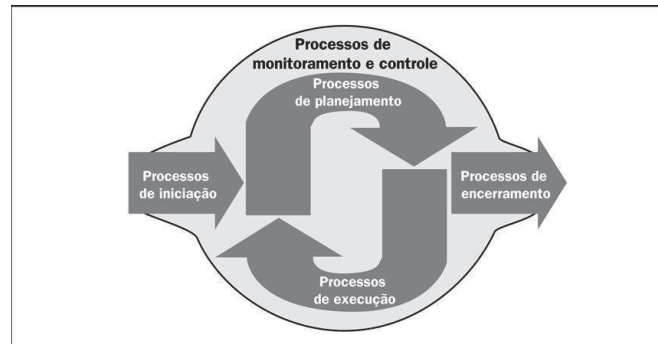 Processos de
monitoramento e controle
Processos
de planejamento
Processos
de iniciação
Processos de
encerramento
Processos
de execução